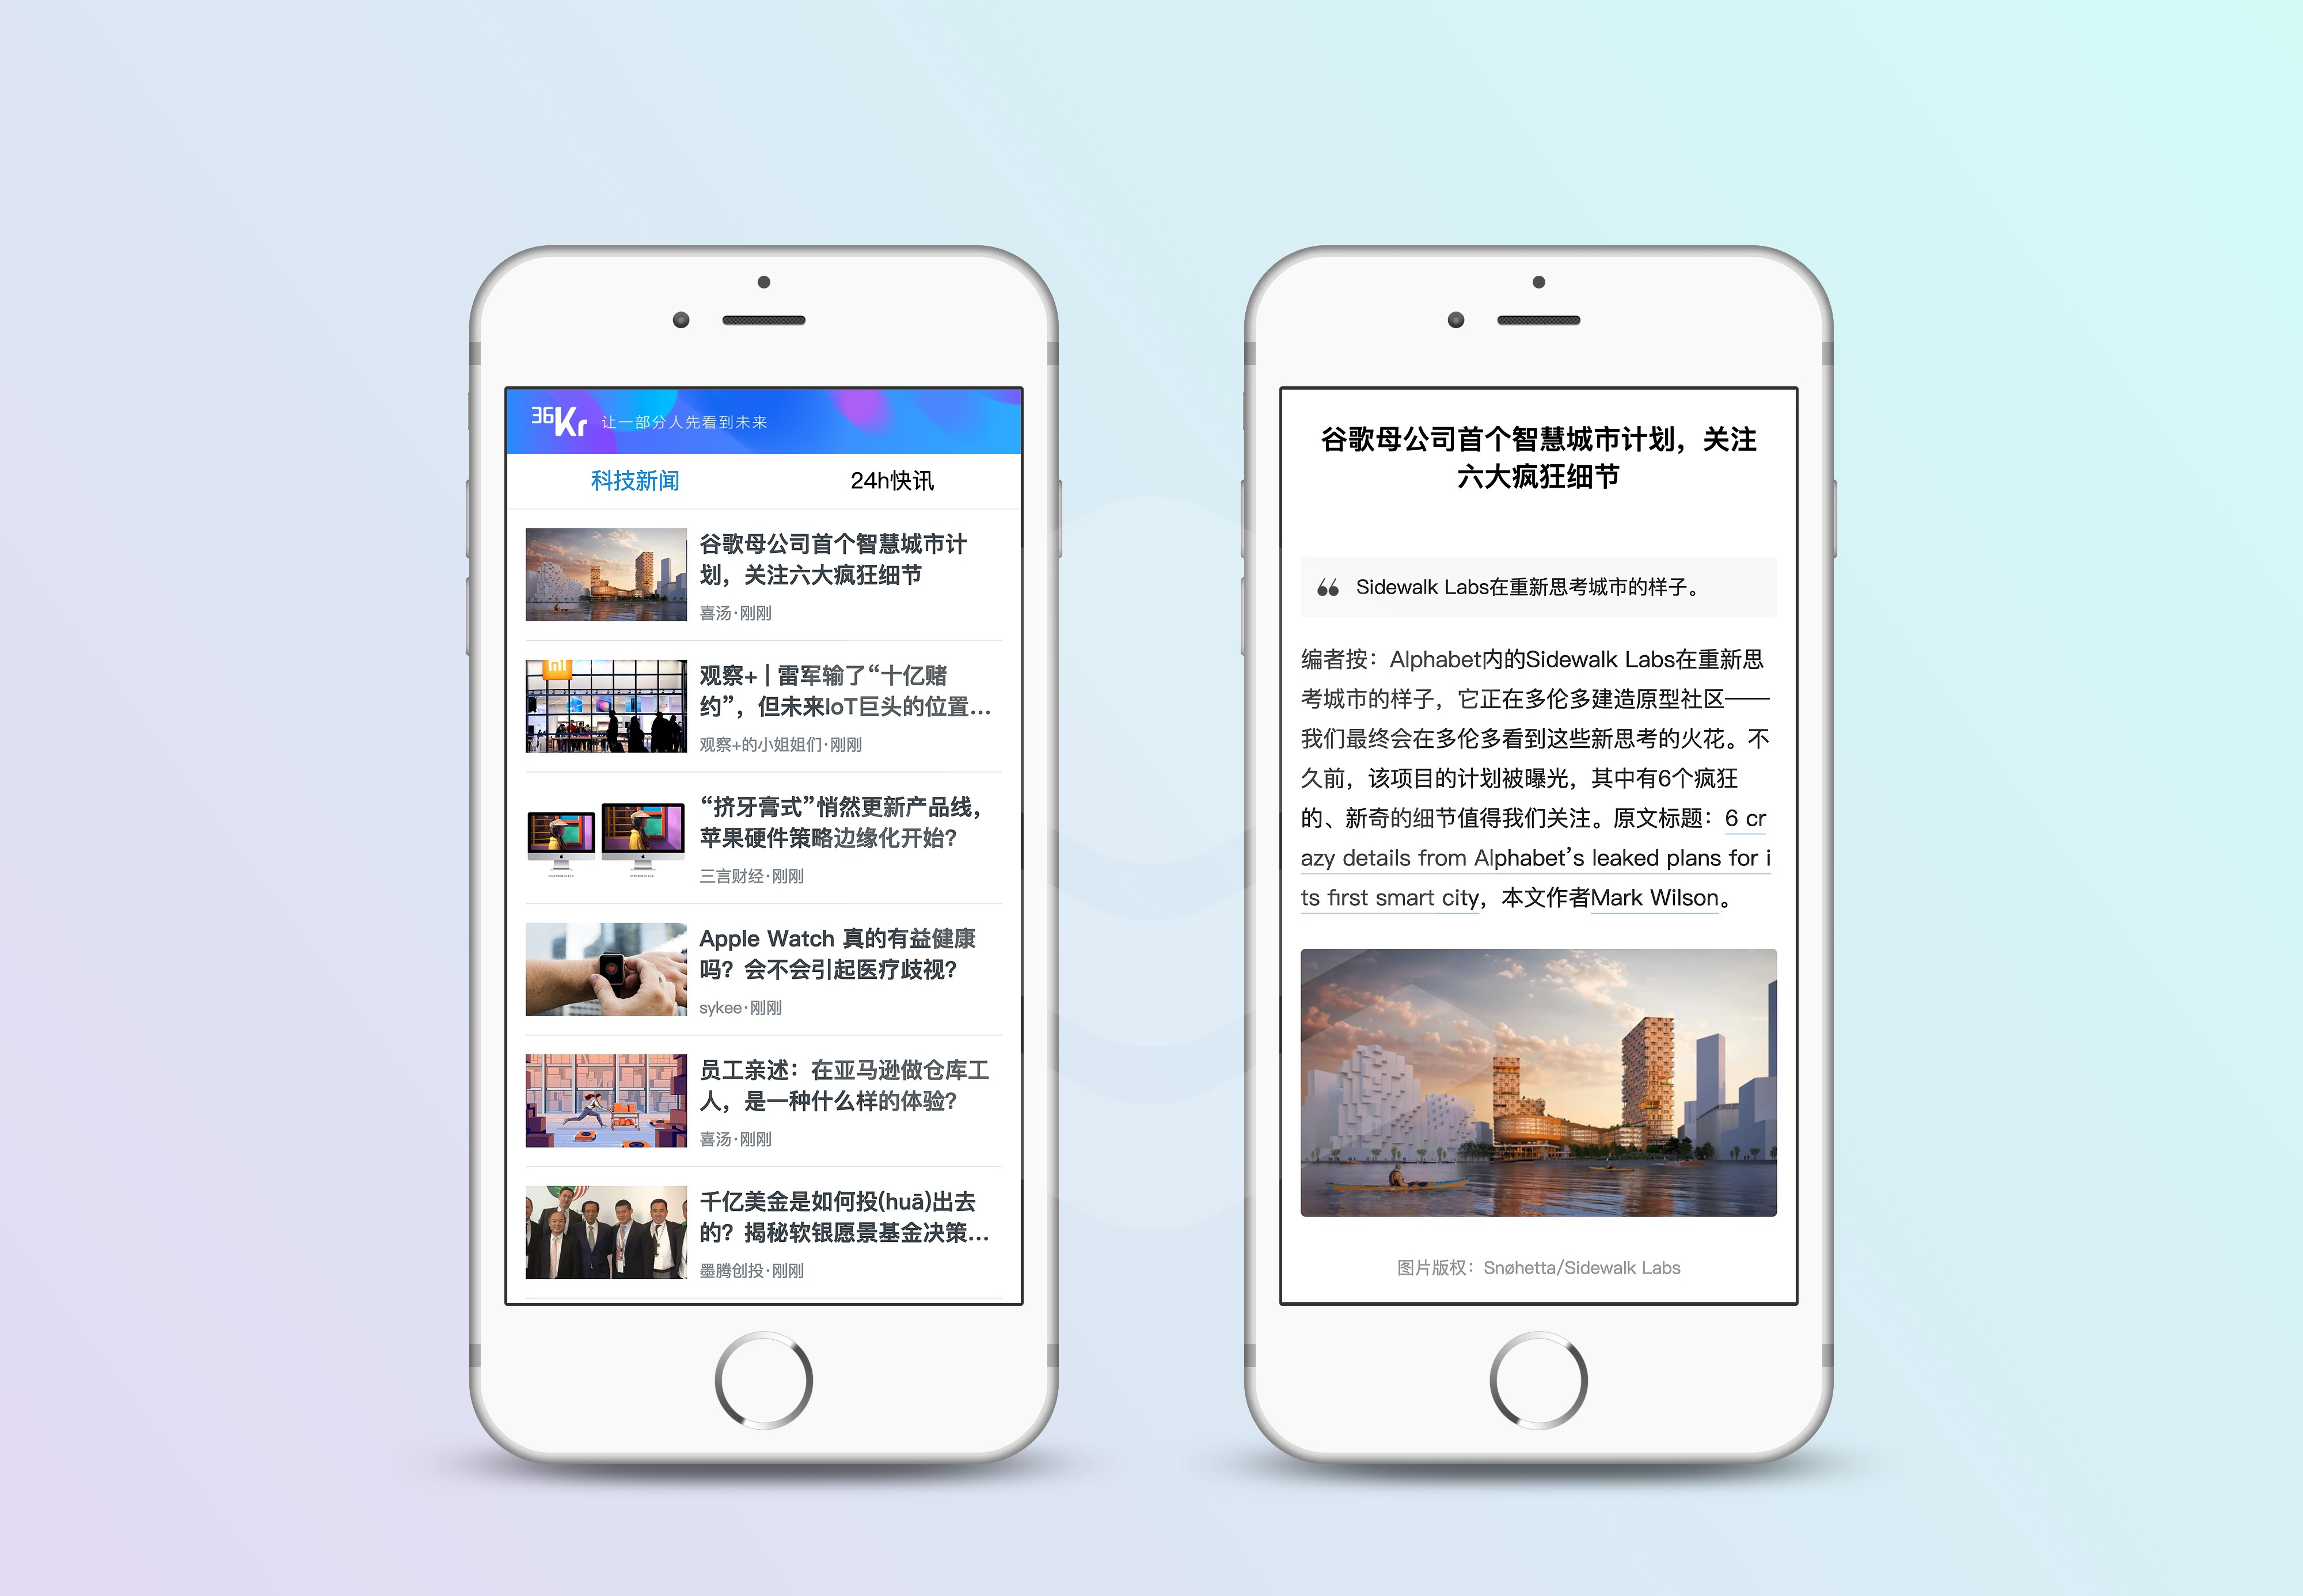 36Kr 让一部分人先看到未来
科技新闻
24h快讯
谷歌母公司首个智慧城市计
划，关注六大疯狂细节
喜汤·刚刚
观察+ | 雷军输了“十亿赌
约”，但未来IoT巨头的位置...
观察+的小姐姐们·刚刚
“挤牙膏式”悄然更新产品线，
苹果硬件策略边缘化开始？
三言财经·刚刚
Apple Watch 真的有益健康
吗？会不会引起医疗歧视？
sykee·刚刚
员工亲述：在亚马逊做仓库工
人，是一种什么样的体验？
喜汤·刚刚
千亿美金是如何投(huā)出去
的？揭秘软银愿景基金决策...
墨腾创投·刚刚
谷歌母公司首个智慧城市计划，关注
六大疯狂细节
Sidewalk Labs在重新思考城市的样子。
编者按：Alphabet内的Sidewalk Labs在重新思
考城市的样子，它正在多伦多建造原型社区——
我们最终会在多伦多看到这些新思考的火花。不
久前，该项目的计划被曝光，其中有6个疯狂
的、新奇的细节值得我们关注。原文标题：6 cr
azy details from Alphabet’s leaked plans for i
ts first smart city，本文作者Mark Wilson。
图片版权：Snøhetta/Sidewalk Labs